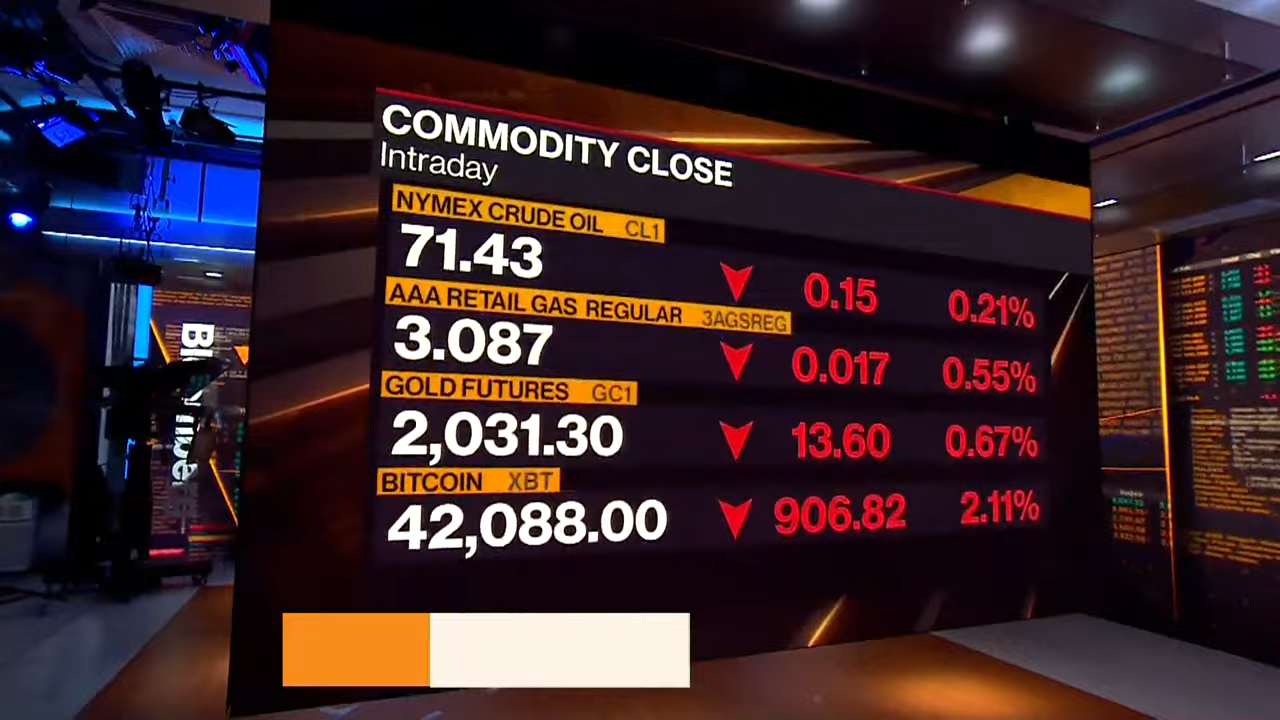 COMMODITY CLOSE
Intraday
NYMEX CRUDE OIL CL1
71.43 0.15 0.21%
AAA RETAIL GAS REGULAR 3AGSREG
3.087 0.017 0.55%
GOLD FUTURES GC1
2,031.30 13.60 0.67%
BITCOIN XBT
42,088.00 906.82 2.11%